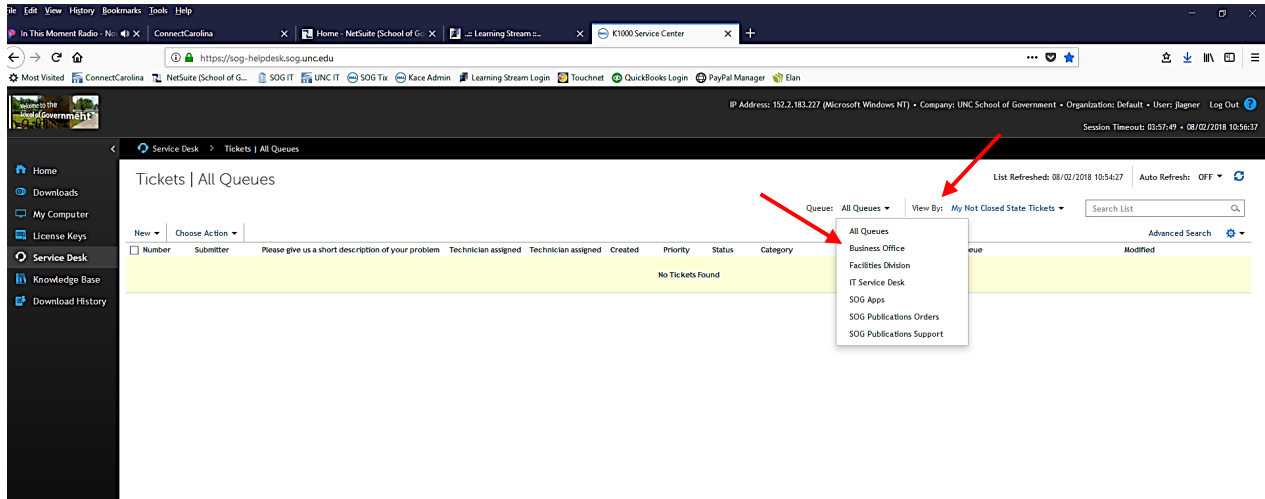 File Edit View History Bookmarks Tools Help
In This Moment Radio - Nov
ConnectCarolina
Home - NetSuite (School of Go
..:: Learning Stream ::..
K1000 Service Center
https://sog-helpdesk.sog.unc.edu
Most Visited ConnectCarolina NetSuite (School of G... SOG IT UNC IT SOG Tix Kace Admin Learning Stream Login Touchnet QuickBooks Login PayPal Manager Elan
Welcome to the
School of Government
IP Address: 152.2.183.227 (Microsoft Windows NT) • Company: UNC School of Government • Organization: Default • User: jlagner Log Out ?
Session Timeout: 03:57:49 • 08/02/2018 10:56:37
Service Desk > Tickets | All Queues
Home
Downloads
My Computer
License Keys
Service Desk
Knowledge Base
Download History
Tickets | All Queues
List Refreshed: 08/02/2018 10:54:27 Auto Refresh: OFF
Queue: All Queues View By: My Not Closed State Tickets Search List
New Choose Action Advanced Search
Number Submitter Please give us a short description of your problem Technician assigned Technician assigned Created Priority Status Category eue Modified
No Tickets Found
All Queues
Business Office
Facilities Division
IT Service Desk
SOG Apps
SOG Publications Orders
SOG Publications Support